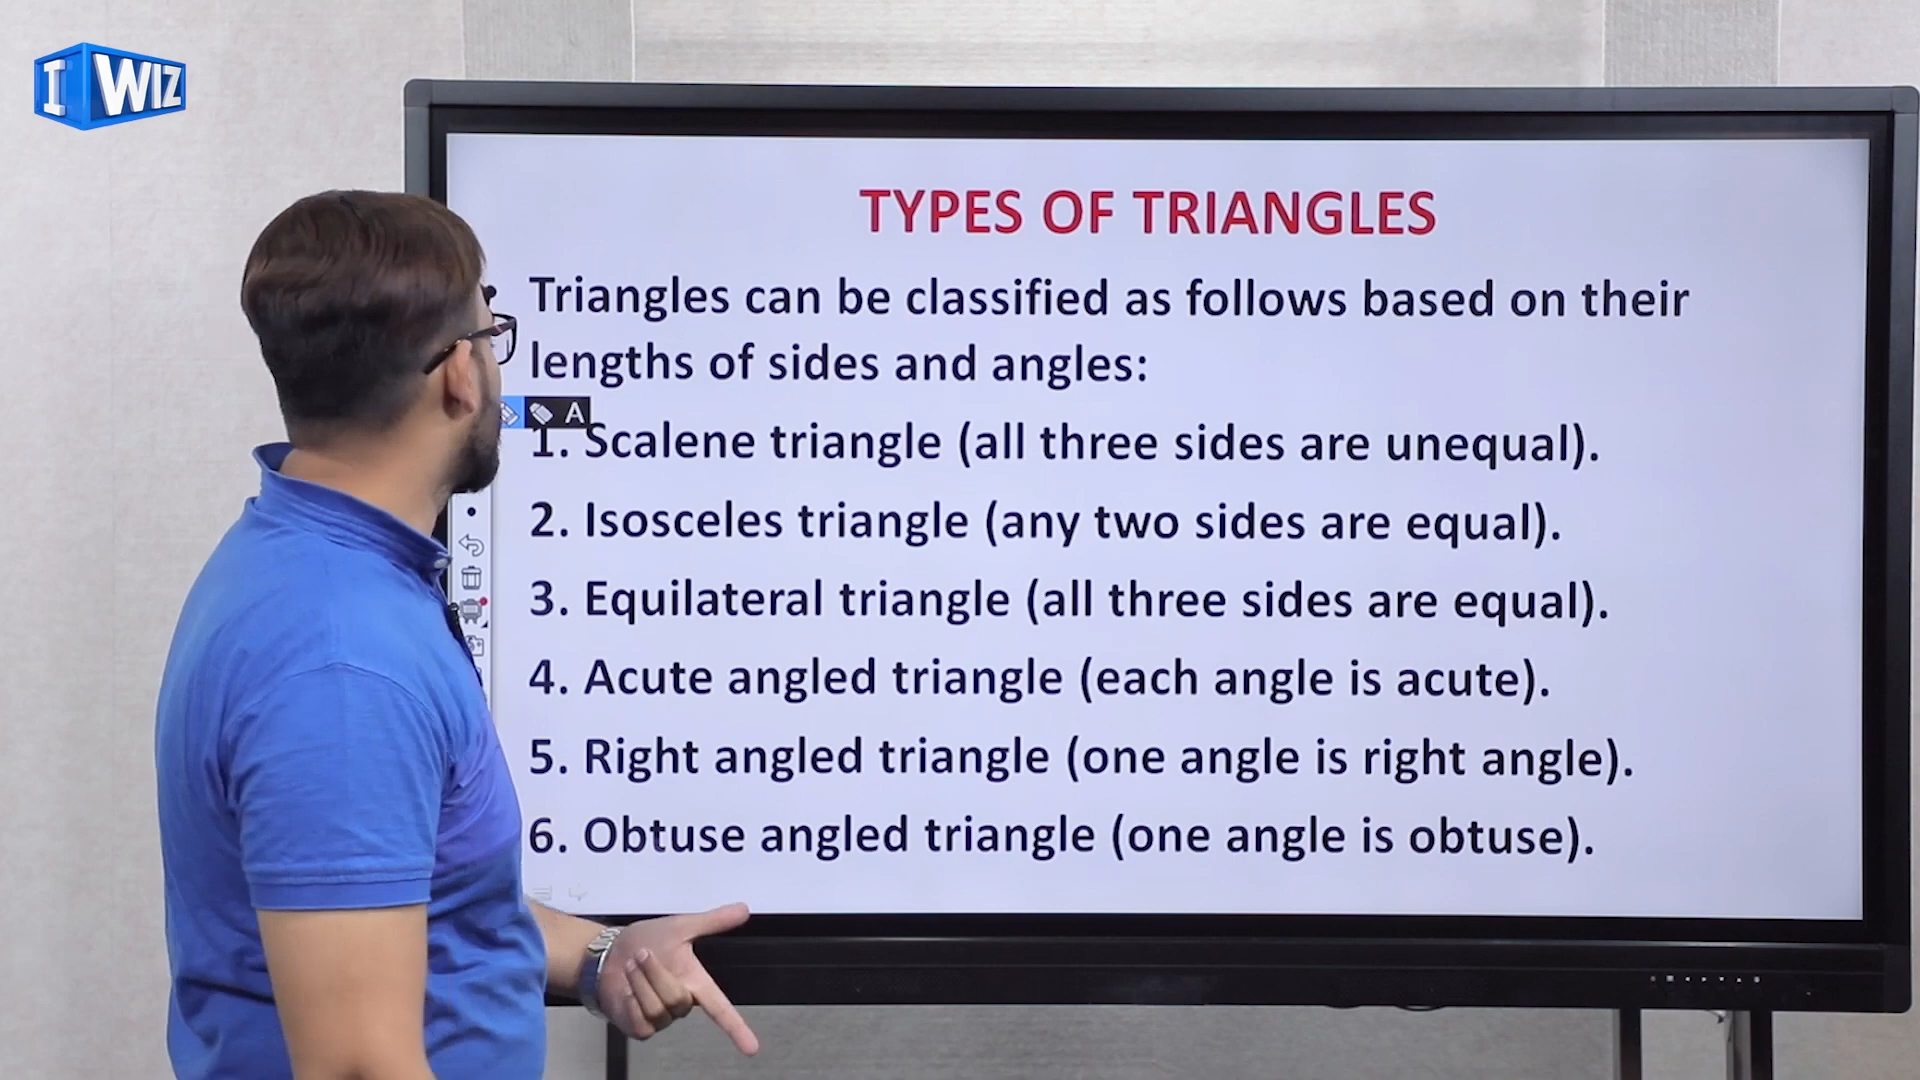 I WIZ
TYPES OF TRIANGLES
Triangles can be classified as follows based on their
lengths of sides and angles:
A
1. Scalene triangle (all three sides are unequal).
2. Isosceles triangle (any two sides are equal).
3. Equilateral triangle (all three sides are equal).
4. Acute angled triangle (each angle is acute).
5. Right angled triangle (one angle is right angle).
6. Obtuse angled triangle (one angle is obtuse).